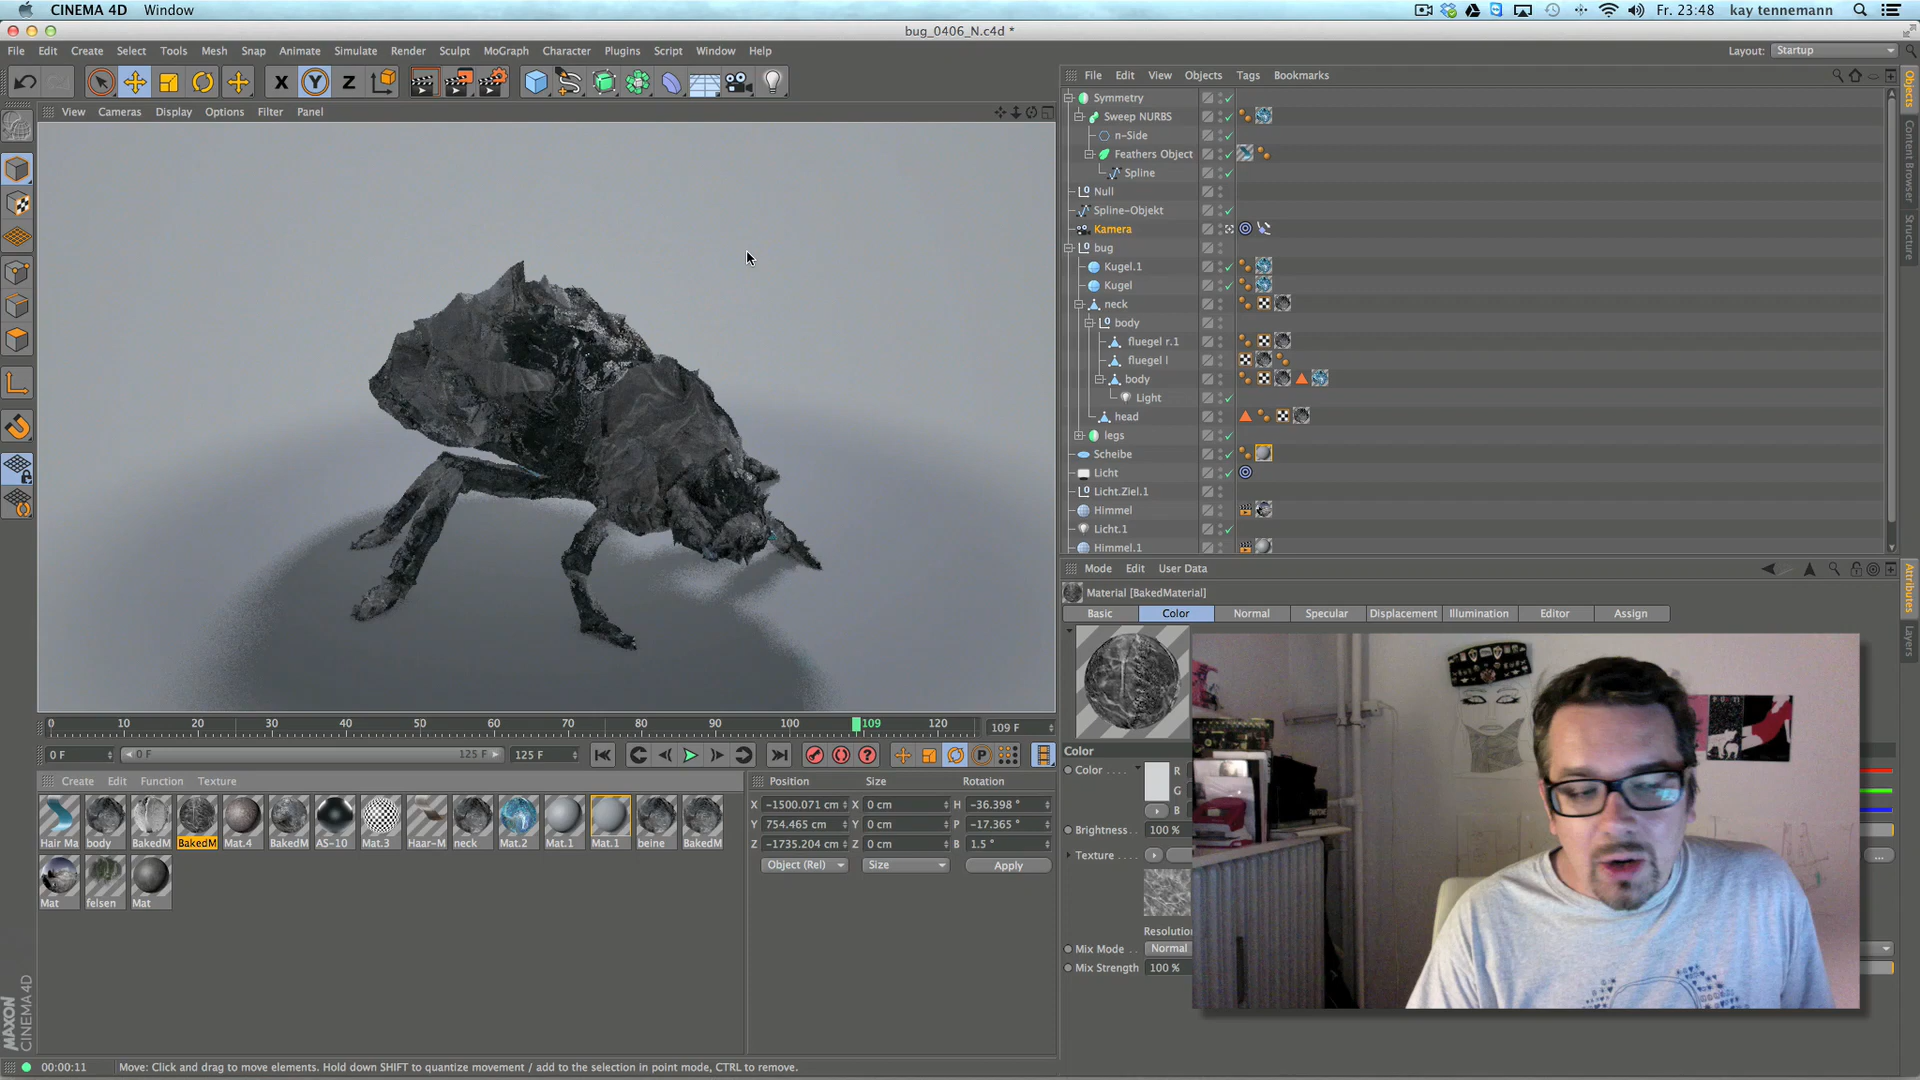 CINEMA 4D Window Fr. 23:48 kay tennemann
bug_0406_N.c4d *
File Edit Create Select Tools Mesh Snap Animate Simulate Render Sculpt MoGraph Character Plugins Script Window Help Layout: Startup
X Y Z
File Edit View Objects Tags Bookmarks
View Cameras Display Options Filter Panel
Symmetry
Sweep NURBS
n-Side
Feathers Object
Spline
Null
Spline-Objekt
Kamera
bug
Kugel.1
Kugel
neck
body
fluegel r.1
fluegel l
body
Light
head
legs
Scheibe
Licht
Licht.Ziel.1
Himmel
Licht.1
Himmel.1
Objects
Content Browser
Structure
Mode Edit User Data
Material [BakedMaterial]
Basic Color Normal Specular Displacement Illumination Editor Assign
Attributes
Layers
Color
Color . . . . R
G
B
Brightness . 100 %
Texture . . .
Resolution
Mix Mode . . Normal
Mix Strength 100 %
0 10 20 30 40 50 60 70 80 90 100 109 120 109 F
0 F 0 F 125 F 125 F
Create Edit Function Texture
Hair Ma body BakedM BakedM Mat.4 BakedM AS-10 Mat.3 Haar-M neck Mat.2 Mat.1 Mat.1 beine BakedM
Mat felsen Mat
Position Size Rotation
X -1500.071 cm X 0 cm H -36.398 °
Y 754.465 cm Y 0 cm P -17.365 °
Z -1735.204 cm Z 0 cm B 1.5 °
Object (Rel) Size Apply
MAXON
CINEMA 4D
00:00:11 Move: Click and drag to move elements. Hold down SHIFT to quantize movement / add to the selection in point mode, CTRL to remove.